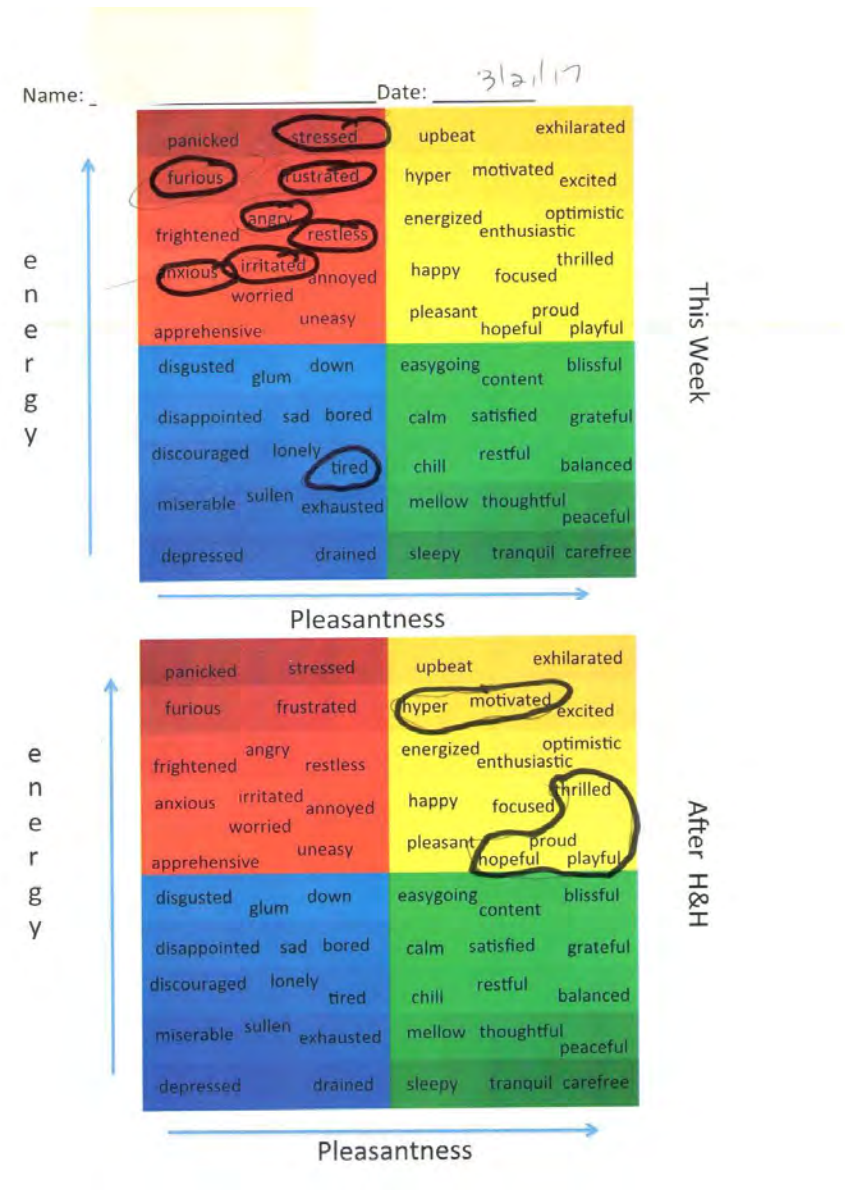 Name: _ Date: 3/21/17
panicked stressed upbeat exhilarated
furious frustrated hyper motivated excited
frightened angry restless energized enthusiastic optimistic
anxious irritated annoyed happy focused thrilled
worried
apprehensive uneasy pleasant hopeful proud playful
disgusted glum down easygoing content blissful
disappointed sad bored calm satisfied grateful
discouraged lonely tired chill restful balanced
miserable sullen exhausted mellow thoughtful peaceful
depressed drained sleepy tranquil carefree
energy
This Week
Pleasantness
panicked stressed upbeat exhilarated
furious frustrated hyper motivated excited
frightened angry restless energized enthusiastic optimistic
anxious irritated annoyed happy focused thrilled
worried
apprehensive uneasy pleasant hopeful proud playful
disgusted glum down easygoing content blissful
disappointed sad bored calm satisfied grateful
discouraged lonely tired chill restful balanced
miserable sullen exhausted mellow thoughtful peaceful
depressed drained sleepy tranquil carefree
energy
After H&H
Pleasantness